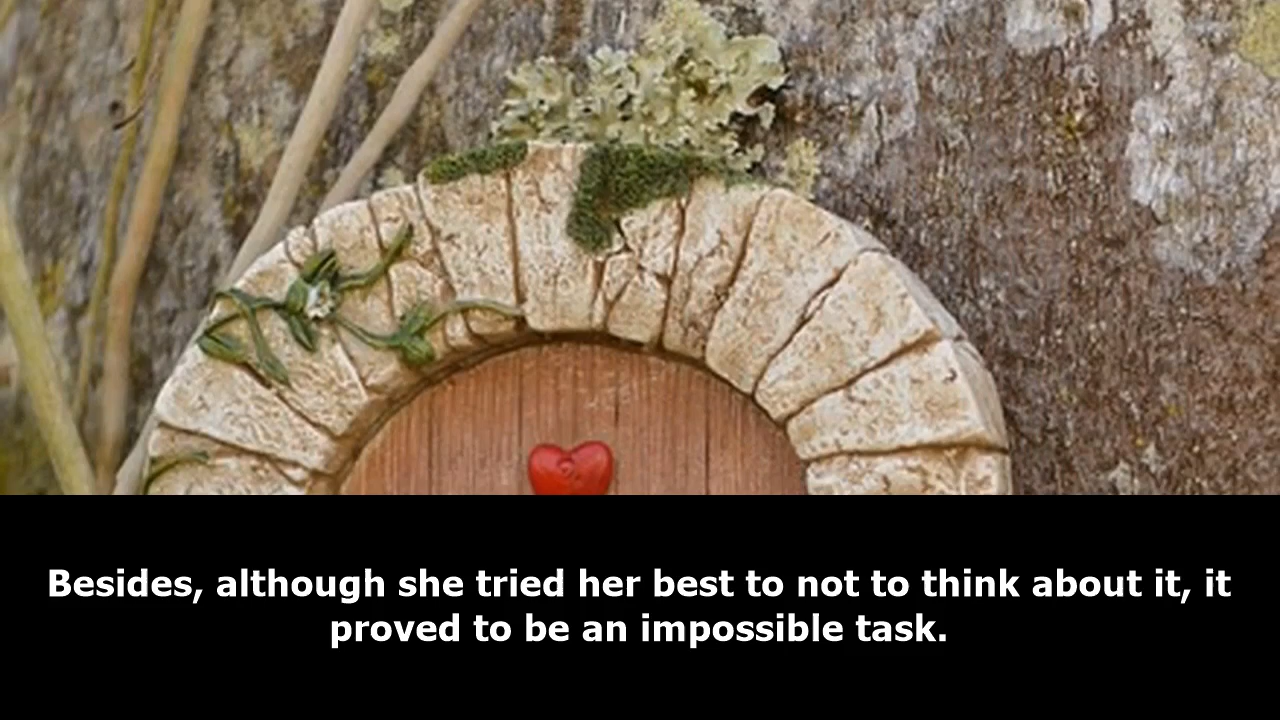 Besides, although she tried her best to not to think about it, it
proved to be an impossible task.